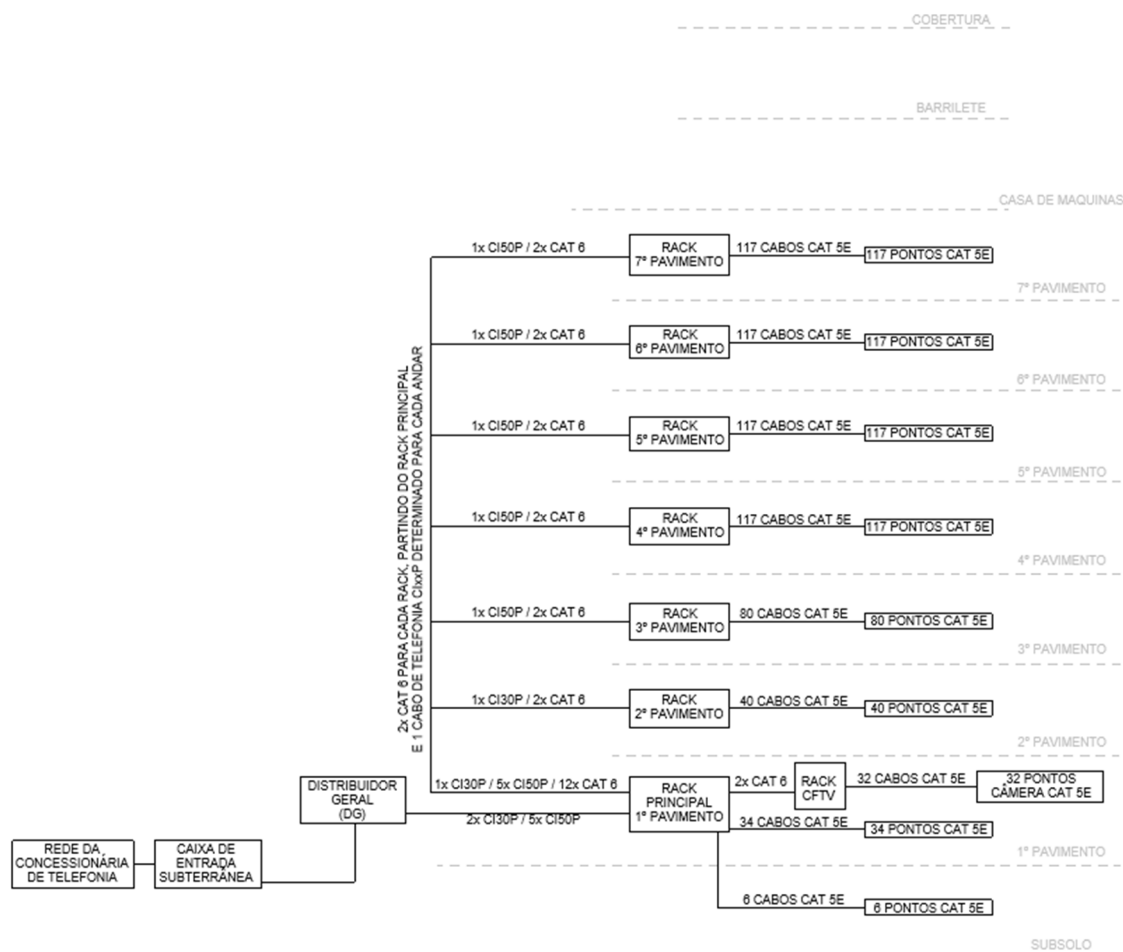 COBERTURA
BARRILETE
CASA DE MAQUINAS
1x CI50P / 2x CAT 6
RACK
7º PAVIMENTO
117 CABOS CAT 5E
117 PONTOS CAT 5E
7º PAVIMENTO
1x CI50P / 2x CAT 6
RACK
6º PAVIMENTO
117 CABOS CAT 5E
117 PONTOS CAT 5E
6º PAVIMENTO
1x CI50P / 2x CAT 6
RACK
5º PAVIMENTO
117 CABOS CAT 5E
117 PONTOS CAT 5E
5º PAVIMENTO
1x CI50P / 2x CAT 6
RACK
4º PAVIMENTO
117 CABOS CAT 5E
117 PONTOS CAT 5E
4º PAVIMENTO
1x CI50P / 2x CAT 6
RACK
3º PAVIMENTO
80 CABOS CAT 5E
80 PONTOS CAT 5E
3º PAVIMENTO
1x CI30P / 2x CAT 6
RACK
2º PAVIMENTO
40 CABOS CAT 5E
40 PONTOS CAT 5E
2º PAVIMENTO
2x CAT 6 PARA CADA RACK, PARTINDO DO RACK PRINCIPAL
E 1 CABO DE TELEFONIA CIxxP DETERMINADO PARA CADA ANDAR
1x CI30P / 5x CI50P / 12x CAT 6
RACK
PRINCIPAL
1º PAVIMENTO
2x CAT 6
RACK
CFTV
32 CABOS CAT 5E
32 PONTOS
CÂMERA CAT 5E
DISTRIBUIDOR
GERAL
(DG)
2x CI30P / 5x CI50P
34 CABOS CAT 5E
34 PONTOS CAT 5E
1º PAVIMENTO
REDE DA
CONCESSIONÁRIA
DE TELEFONIA
CAIXA DE
ENTRADA
SUBTERRÂNEA
6 CABOS CAT 5E
6 PONTOS CAT 5E
SUBSOLO